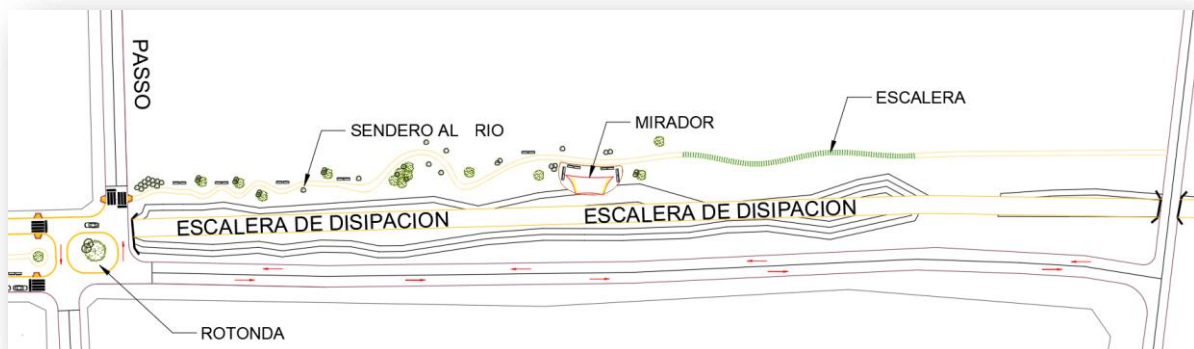 PASSO
SENDERO AL RIO
MIRADOR
ESCALERA
ESCALERA DE DISIPACION
ESCALERA DE DISIPACION
ROTONDA